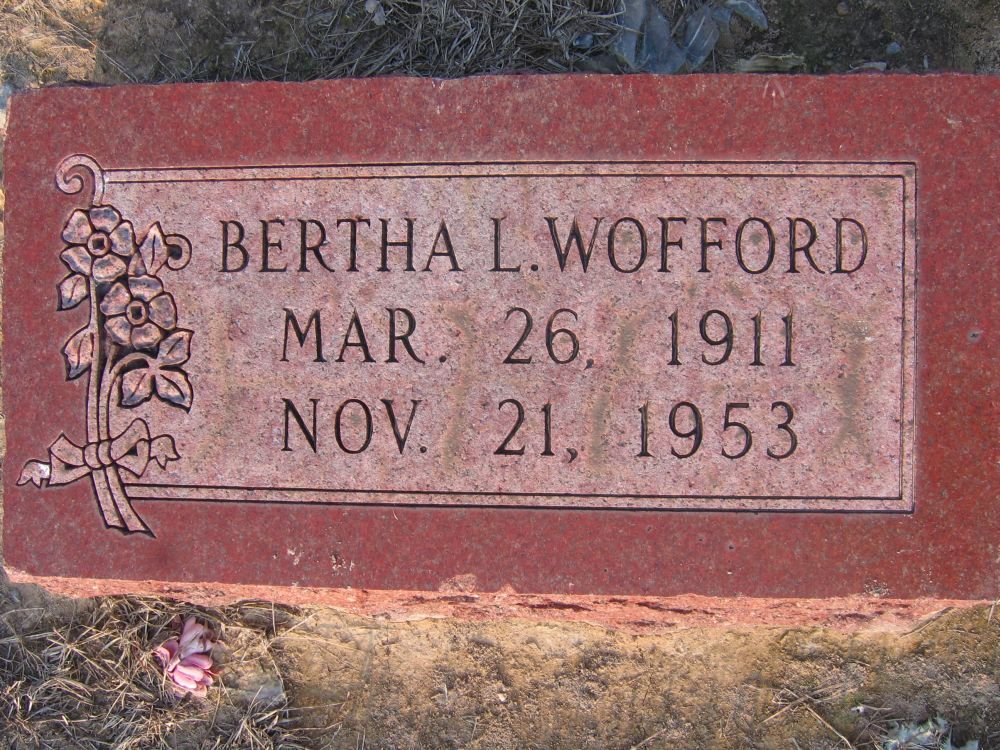 BERTHA L. WOFFORD
MAR. 26, 1911
NOV. 21, 1953